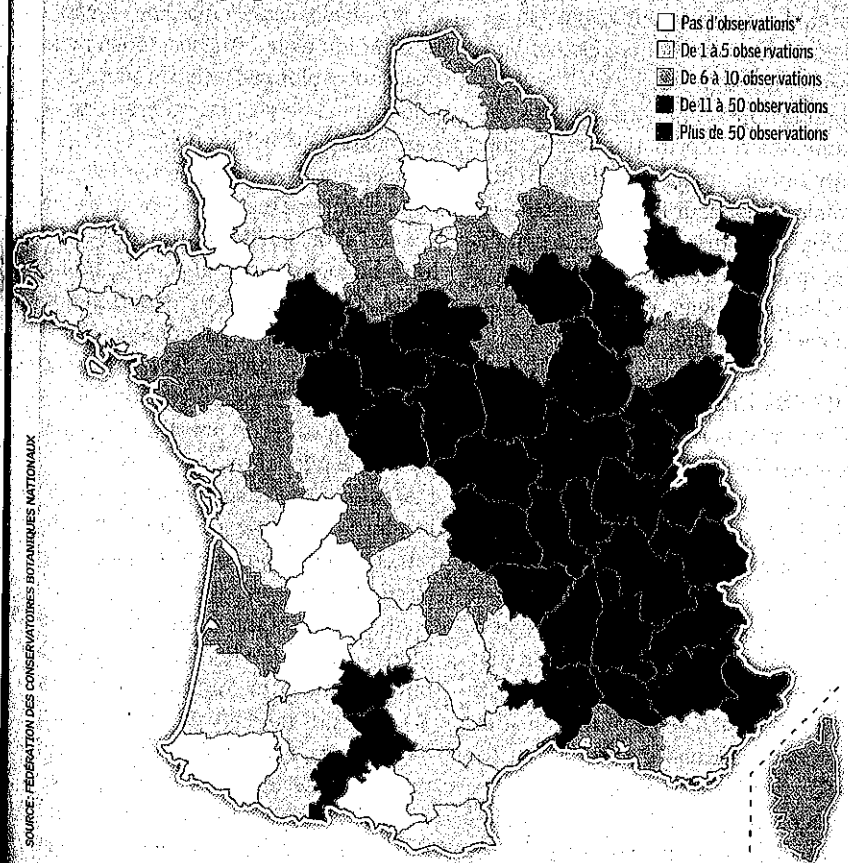 Pas d'observations*
De 1 à 5 observations
De 6 à 10 observations
De 11 à 50 observations
Plus de 50 observations
SOURCE : FÉDÉRATION DES CONSERVATOIRES BOTANIQUES NATIONAUX